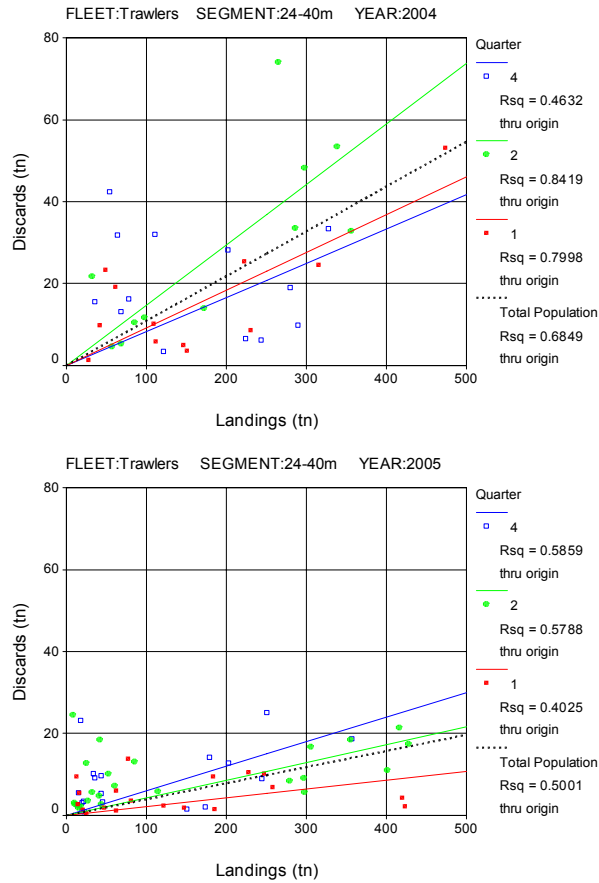 FLEET:Trawlers SEGMENT:24-40m YEAR:2004
80
60
40
20
0
0 100 200 300 400 500
Discards (tn)
Landings (tn)
Quarter
4
Rsq = 0.4632
thru origin
2
Rsq = 0.8419
thru origin
1
Rsq = 0.7998
thru origin
Total Population
Rsq = 0.6849
thru origin
FLEET:Trawlers SEGMENT:24-40m YEAR:2005
80
60
40
20
0
0 100 200 300 400 500
Discards (tn)
Landings (tn)
Quarter
4
Rsq = 0.5859
thru origin
2
Rsq = 0.5788
thru origin
1
Rsq = 0.4025
thru origin
Total Population
Rsq = 0.5001
thru origin